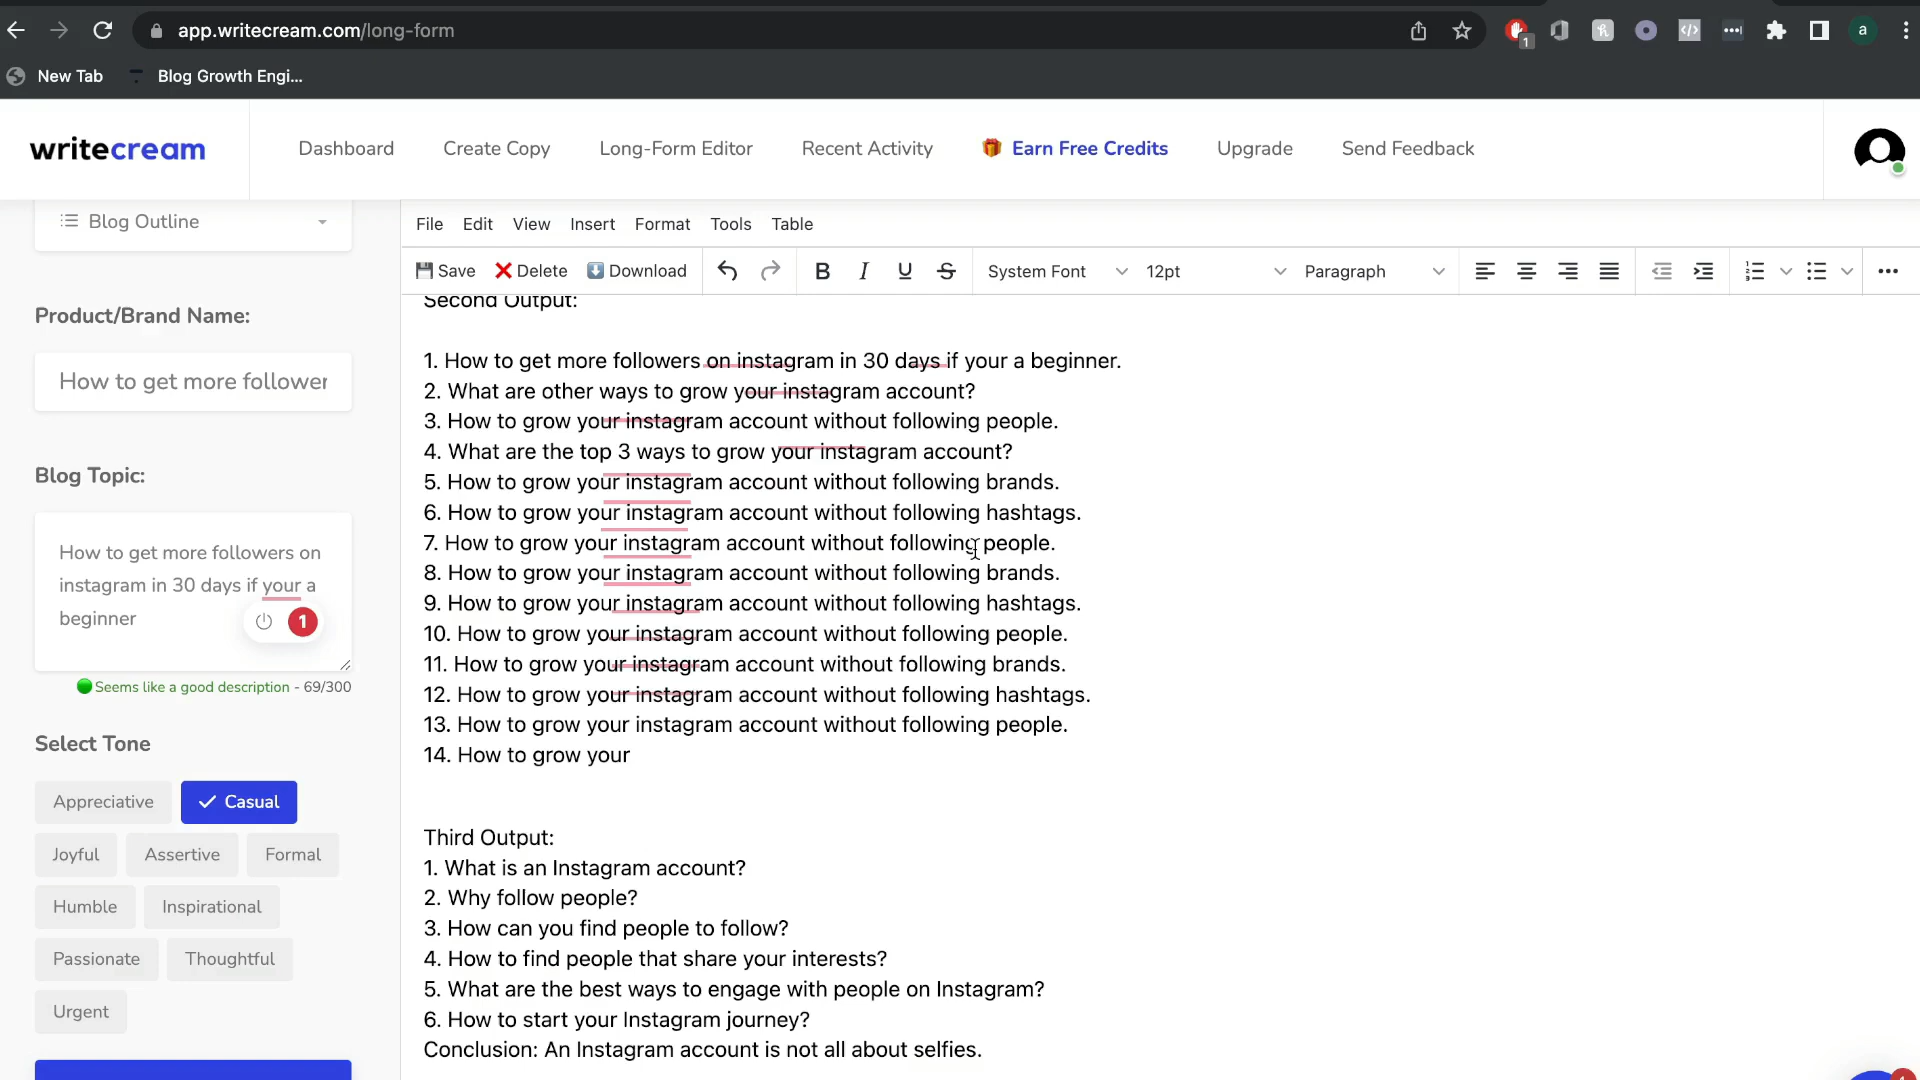 app.writecream.com/long-form
1
a
New Tab
Blog Growth Engi...
writecream
Dashboard
Create Copy
Long-Form Editor
Recent Activity
Earn Free Credits
Upgrade
Send Feedback
Blog Outline
File Edit View Insert Format Tools Table
Save Delete Download
B I U S
System Font
12pt
Paragraph
Product/Brand Name:
How to get more follower
Blog Topic:
How to get more followers on
instagram in 30 days if your a
beginner
1
Seems like a good description - 69/300
Select Tone
Appreciative
Casual
Joyful
Assertive
Formal
Humble
Inspirational
Passionate
Thoughtful
Urgent
Second Output:
1. How to get more followers on instagram in 30 days if your a beginner.
2. What are other ways to grow your instagram account?
3. How to grow your instagram account without following people.
4. What are the top 3 ways to grow your instagram account?
5. How to grow your instagram account without following brands.
6. How to grow your instagram account without following hashtags.
7. How to grow your instagram account without following people.
8. How to grow your instagram account without following brands.
9. How to grow your instagram account without following hashtags.
10. How to grow your instagram account without following people.
11. How to grow your instagram account without following brands.
12. How to grow your instagram account without following hashtags.
13. How to grow your instagram account without following people.
14. How to grow your
Third Output:
1. What is an Instagram account?
2. Why follow people?
3. How can you find people to follow?
4. How to find people that share your interests?
5. What are the best ways to engage with people on Instagram?
6. How to start your Instagram journey?
Conclusion: An Instagram account is not all about selfies.